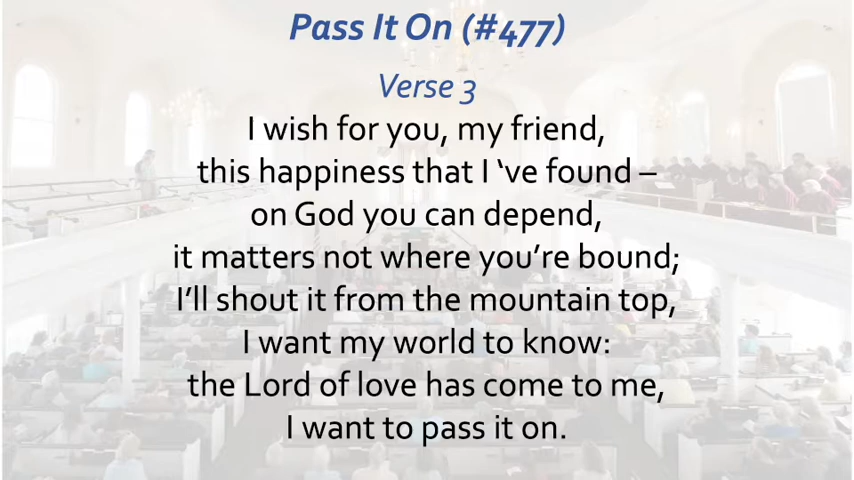 Pass It On (#477)
Verse 3
I wish for you, my friend,
this happiness that I ‘ve found –
on God you can depend,
it matters not where you’re bound;
I’ll shout it from the mountain top,
I want my world to know:
the Lord of love has come to me,
I want to pass it on.